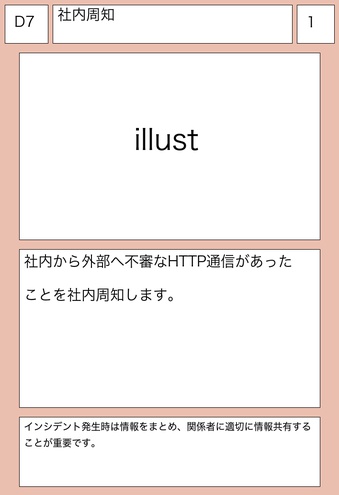 D7
社内周知
1
illust
社内から外部へ不審なHTTP通信があった
ことを社内周知します。
インシデント発生時は情報をまとめ、関係者に適切に情報共有する
ことが重要です。